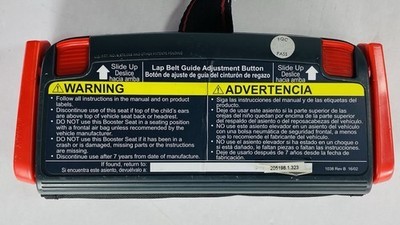 QC
PASS
Slide Up
Deslice
hacia arriba
Lap Belt Guide Adjustment Button
Botón de ajuste de guía del cinturón de regazo
Slide Up
Deslice
hacia arriba
WARNING
• Follow all instructions in the manual and on product
labels.
• Discontinue use of this seat if top of the child's ears
are above top of vehicle seat back or headrest.
• DO NOT use this Booster Seat in a seating position
with a frontal air bag unless recommended by the
vehicle manufacturer.
• DO NOT use this Booster Seat if it has been in a
crash or is damaged, missing parts or the instructions
are missing.
• Discontinue use after 7 years from date of manufacture.
ADVERTENCIA
• Siga las instrucciones del manual y de las etiquetas del
producto.
• Deje de usar este asiento si la parte superior de las
orejas del niño quedan por encima de la parte superior
del respaldo del asiento o apoyacabezas del vehículo.
• NO use este asiento elevador en un asiento del vehículo
con una bolsa neumática de seguridad frontal, a menos
que lo recomiende el fabricante del vehículo.
• NO use el asiento elevador si ha estado en un choque o
si está dañado, le faltan piezas o faltan las instrucciones.
• Deje de usarlo después de 7 años desde la fecha de
fabricación.
If found, return to:
Si encuentra este asiento, devuélvalo a:
1038 Rev B 16/02